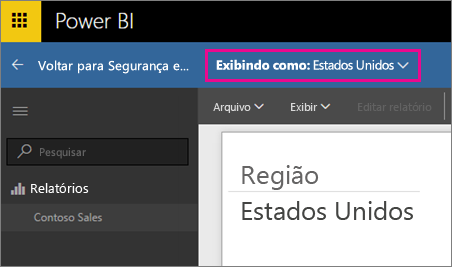 Power BI
Voltar para Segurança e...
Exibindo como: Estados Unidos
Arquivo
Exibir
Editar relatório
Pesquisar
Relatórios
Contoso Sales
Região
Estados Unidos